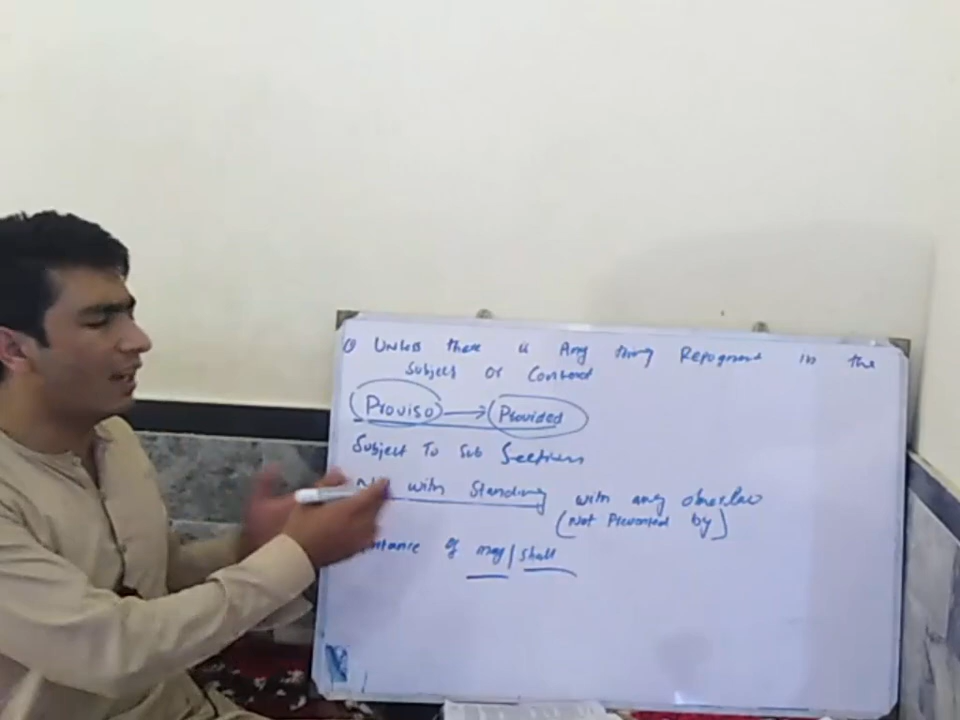 ① Unless there is Any thing Repugnant in the
Subject or Context
Proviso → Provided
Subject To Sub Sections
with Standing with any other law
(Not Prevented by)
of may/shall